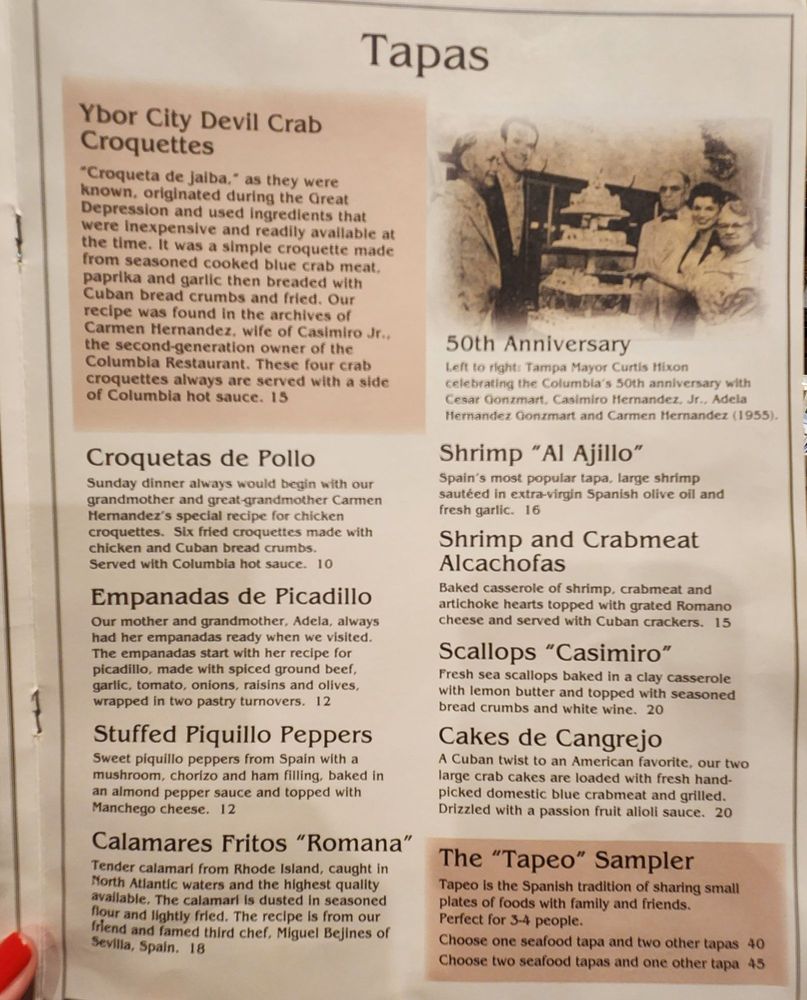 Tapas
Ybor City Devil Crab
Croquettes
"Croqueta de jaiba," as they were
known, originated during the Great
Depression and used ingredients that
were inexpensive and readily available at
the time. It was a simple croquette made
from seasoned cooked blue crab meat,
paprika and garlic then breaded with
Cuban bread crumbs and fried. Our
recipe was found in the archives of
Carmen Hernandez, wife of Casimiro Jr.,
the second-generation owner of the
Columbia Restaurant. These four crab
croquettes always are served with a side
of Columbia hot sauce. 15
Croquetas de Pollo
Sunday dinner always would begin with our
grandmother and great-grandmother Carmen
Hernandez's special recipe for chicken
croquettes. Six fried croquettes made with
chicken and Cuban bread crumbs.
Served with Columbia hot sauce. 10
Empanadas de Picadillo
Our mother and grandmother, Adela, always
had her empanadas ready when we visited.
The empanadas start with her recipe for
picadillo, made with spiced ground beef,
garlic, tomato, onions, raisins and olives,
wrapped in two pastry turnovers. 12
Stuffed Piquillo Peppers
Sweet piquillo peppers from Spain with a
mushroom, chorizo and ham filling, baked in
an almond pepper sauce and topped with
Manchego cheese. 12
Calamares Fritos "Romana"
Tender calamari from Rhode Island, caught in
North Atlantic waters and the highest quality
available. The calamari is dusted in seasoned
flour and lightly fried. The recipe is from our
friend and famed third chef, Miguel Bejines of
Sevilla, Spain. 18
50th Anniversary
Left to right: Tampa Mayor Curtis Hixon
celebrating the Columbia's 50th anniversary with
Cesar Gonzmart, Casimiro Hernandez, Jr., Adela
Hernandez Gonzmart and Carmen Hernandez (1955).
Shrimp "Al Ajillo"
Spain's most popular tapa, large shrimp
sautéed in extra-virgin Spanish olive oil and
fresh garlic. 16
Shrimp and Crabmeat
Alcachofas
Baked casserole of shrimp, crabmeat and
artichoke hearts topped with grated Romano
cheese and served with Cuban crackers. 15
Scallops "Casimiro"
Fresh sea scallops baked in a clay casserole
with lemon butter and topped with seasoned
bread crumbs and white wine. 20
Cakes de Cangrejo
A Cuban twist to an American favorite, our two
large crab cakes are loaded with fresh hand-
picked domestic blue crabmeat and grilled.
Drizzled with a passion fruit alioli sauce. 20
The "Tapeo" Sampler
Tapeo is the Spanish tradition of sharing small
plates of foods with family and friends.
Perfect for 3-4 people.
Choose one seafood tapa and two other tapas 40
Choose two seafood tapas and one other tapa 45